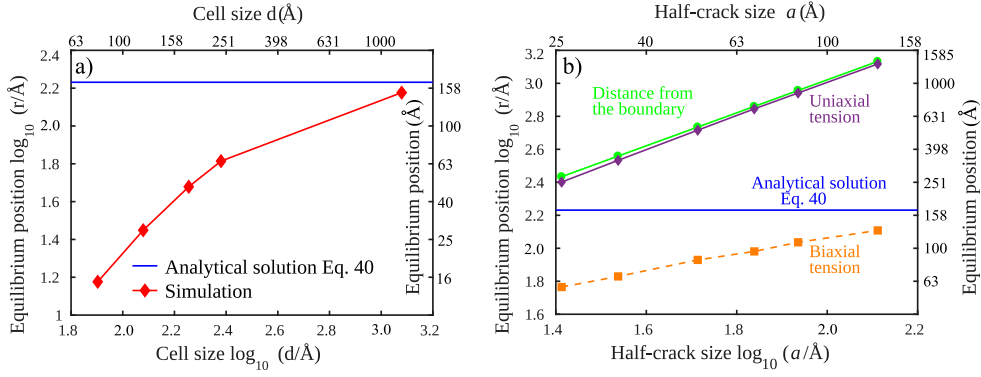 Cell size d(Å)
63 100 158 251 398 631 1000
a)
Equilibrium position log₁₀ (r/Å)
2.4
2.2
2.0
1.8
1.6
1.4
1.2
1
158
100
63
40
25
16
Equilibrium position (Å)
Analytical solution Eq. 40
Simulation
1.8 2.0 2.2 2.4 2.6 2.8 3.0 3.2
Cell size log₁₀ (d/Å)
Half-crack size a(Å)
25 40 52 63 100 158
b)
Equilibrium position log₁₀ (r/Å)
3.2
3.0
2.8
2.6
2.4
2.2
2.0
1.8
1.6
1585
1000
631
398
251
158
100
63
Equilibrium position (Å)
Distance from
the boundary
Uniaxial
tension
Analytical solution
Eq. 40
Biaxial
tension
1.4 1.6 1.8 2.0 2.2
Half-crack size log₁₀ (a/Å)